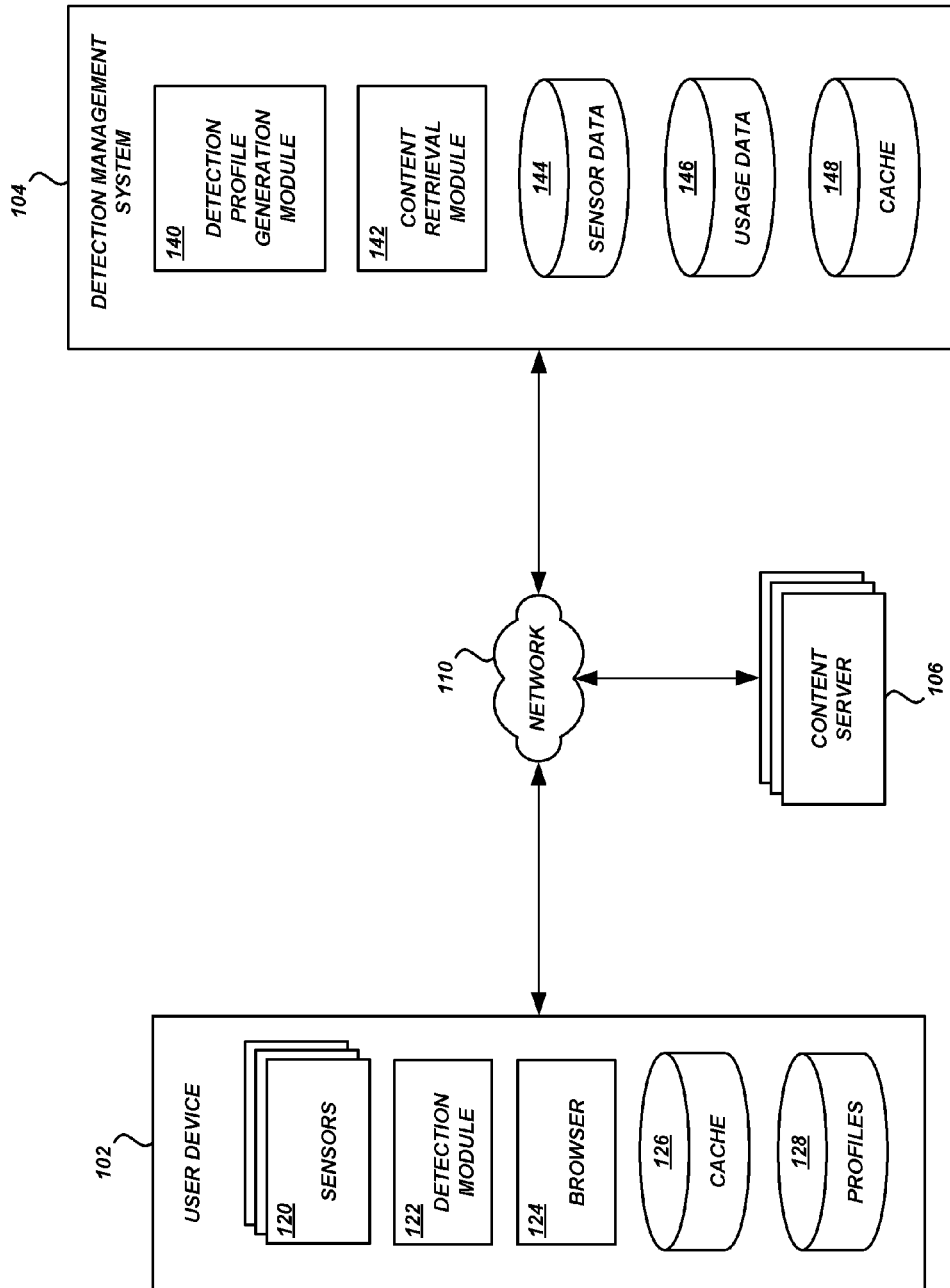 102
USER DEVICE
120
SENSORS
122
DETECTION
MODULE
124
BROWSER
126
CACHE
128
PROFILES
110
NETWORK
CONTENT
SERVER
106
104
DETECTION MANAGEMENT
SYSTEM
140
DETECTION
PROFILE
GENERATION
MODULE
142
CONTENT
RETRIEVAL
MODULE
144
SENSOR DATA
146
USAGE DATA
148
CACHE